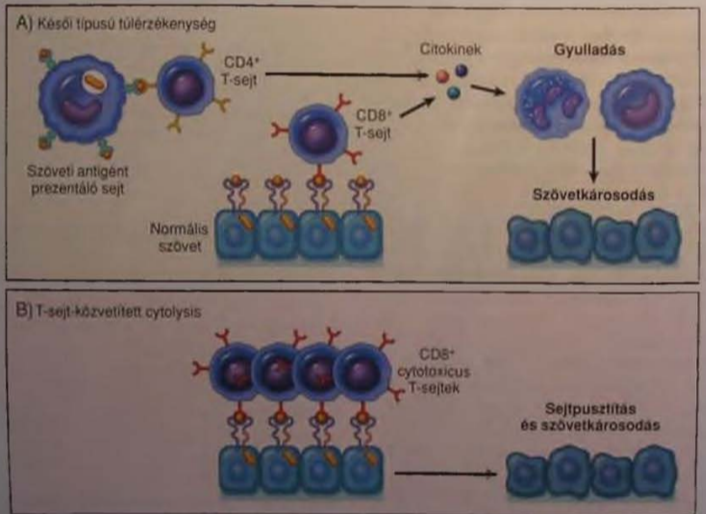 A) Késői típusú túlérzékenység
CD4+
T-sejt
Citokinek
Gyulladás
CD8+
T-sejt
Szöveti antigént
prezentáló sejt
Szövetkárosodás
Normális
szövet
B) T-sejt-közvetített cytolysis
CD8+
cytotoxicus
T-sejtek
Sejtpusztítás
és szövetkárosodás